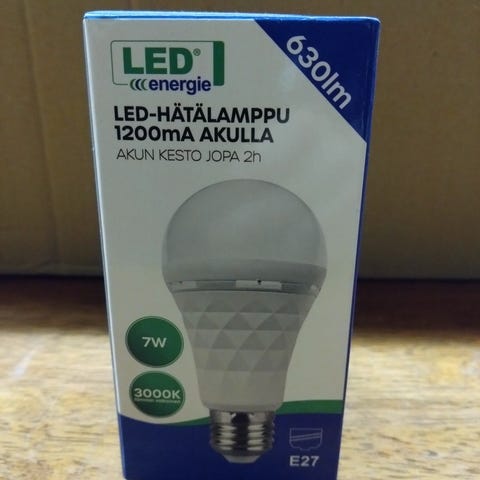 LED®
energie
630lm
LED-HÄTÄLAMPPU
1200mA AKULLA
AKUN KESTO JOPA 2h
7W
3000K
E27